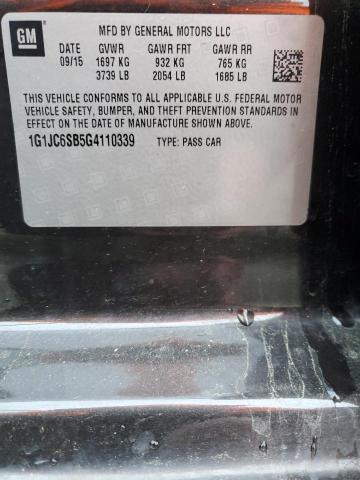 GM
MFD BY GENERAL MOTORS LLC
DATE GVWR GAWR FRT GAWR RR
09/15 1697 KG 932 KG 765 KG
3739 LB 2054 LB 1685 LB
THIS VEHICLE CONFORMS TO ALL APPLICABLE U.S. FEDERAL MOTOR
VEHICLE SAFETY, BUMPER, AND THEFT PREVENTION STANDARDS IN
EFFECT ON THE DATE OF MANUFACTURE SHOWN ABOVE.
1G1JC6SB5G4110339 TYPE: PASS CAR